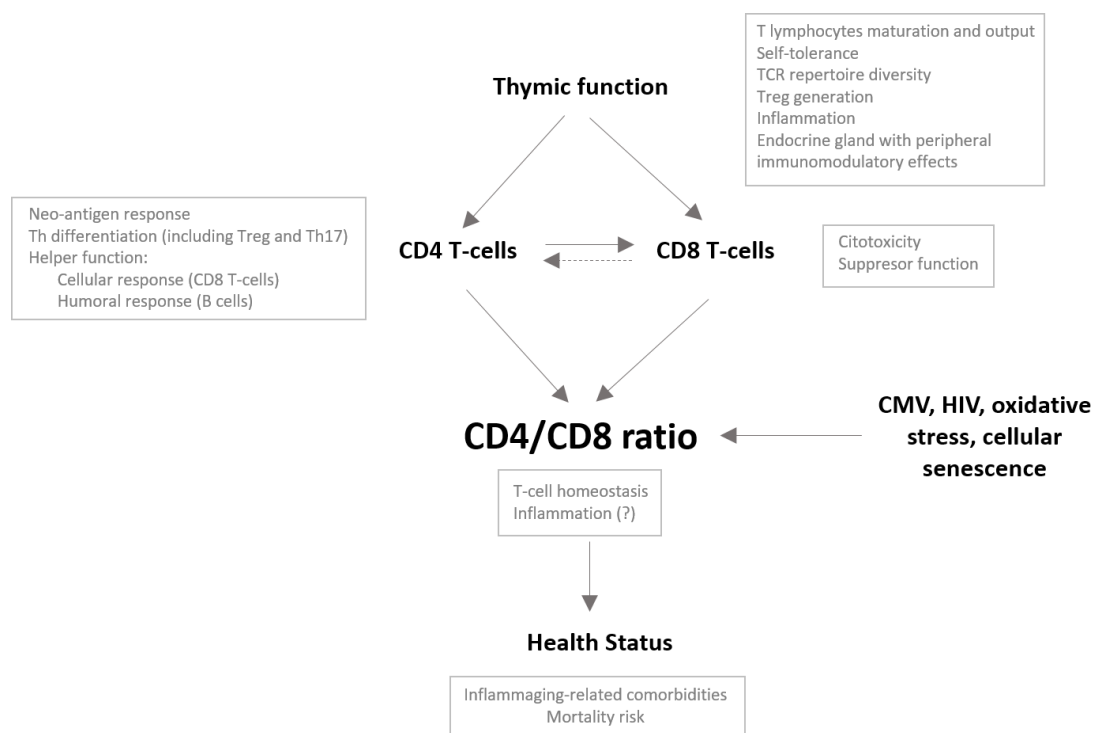 T lymphocytes maturation and output
Self-tolerance
TCR repertoire diversity
Treg generation
Inflammation
Endocrine gland with peripheral
immunomodulatory effects
Thymic function
Neo-antigen response
Th differentiation (including Treg and Th17)
Helper function:
Cellular response (CD8 T-cells)
Humoral response (B cells)
CD4 T-cells
CD8 T-cells
Citotoxicity
Suppresor function
CD4/CD8 ratio
CMV, HIV, oxidative
stress, cellular
senescence
T-cell homeostasis
Inflammation (?)
Health Status
Inflammaging-related comorbidities
Mortality risk